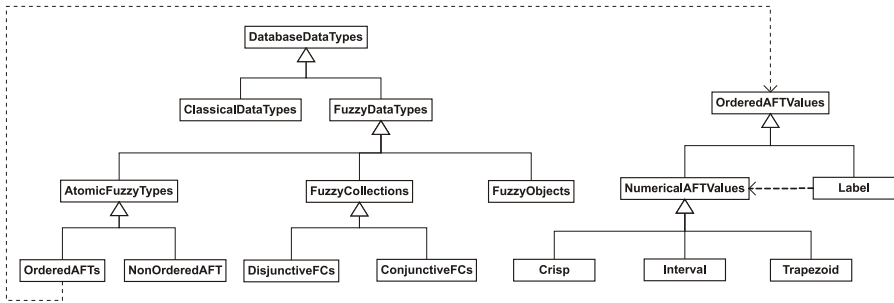 DatabaseDataTypes
ClassicalDataTypes
FuzzyDataTypes
OrderedAFTValues
AtomicFuzzyTypes
FuzzyCollections
FuzzyObjects
NumericalAFTValues
Label
OrderedAFTs
NonOrderedAFT
DisjunctiveFCs
ConjunctiveFCs
Crisp
Interval
Trapezoid